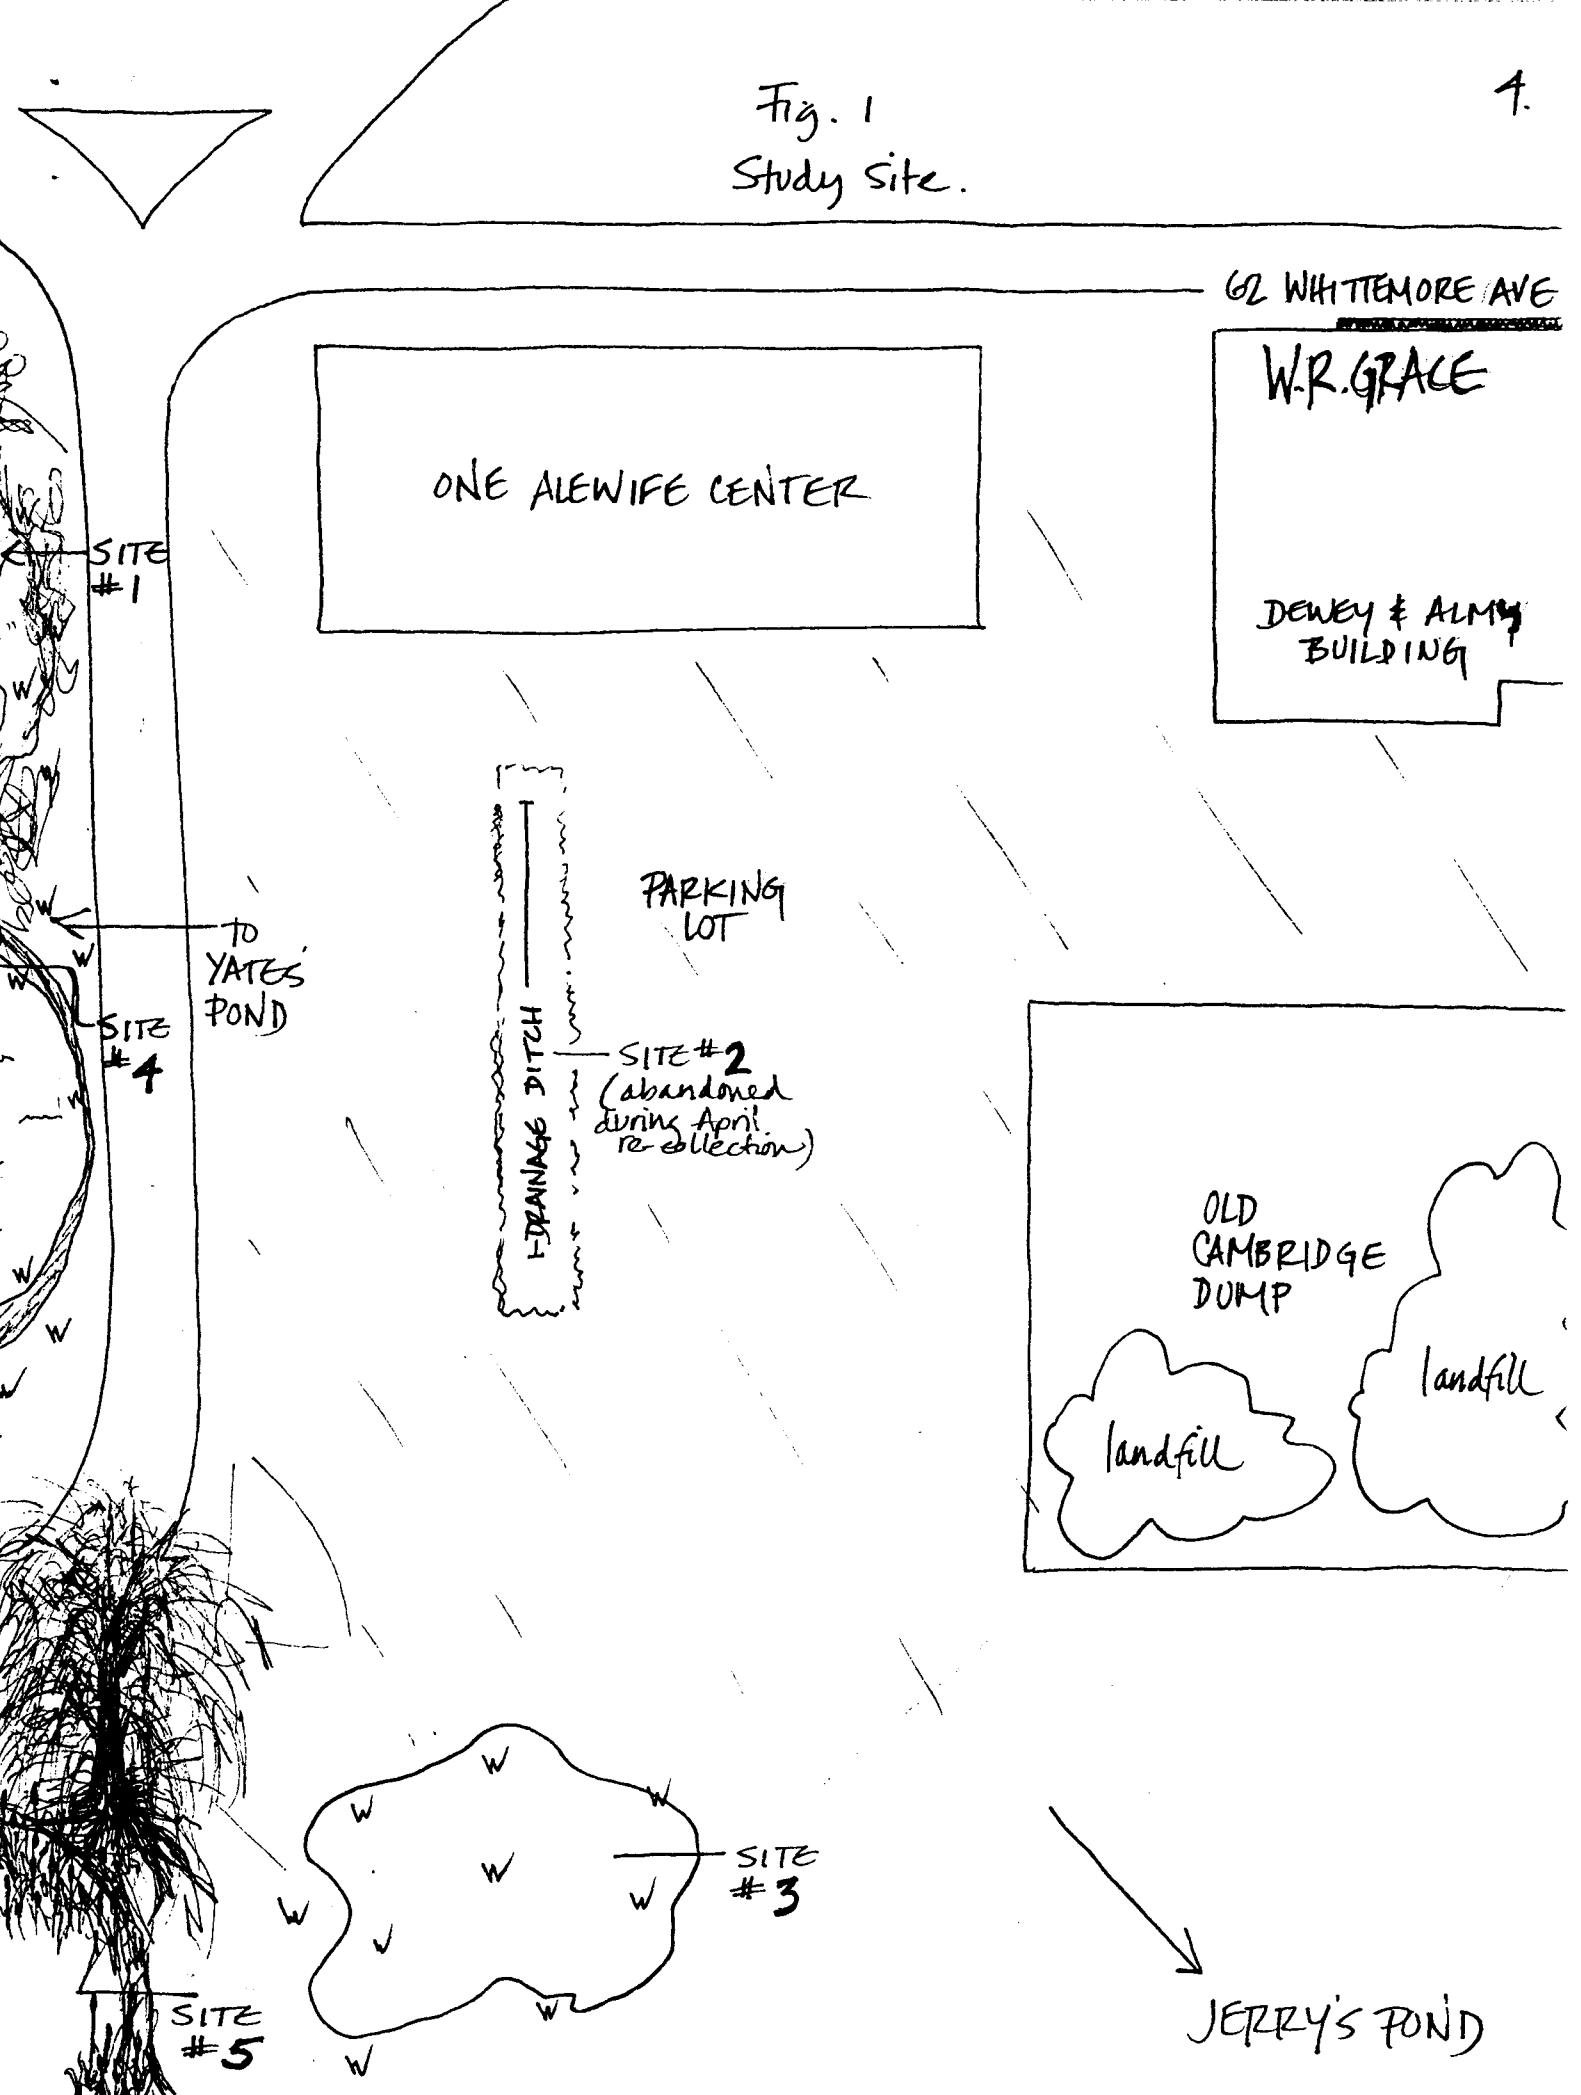 4.
Fig. 1
Study Site.
62 WHITTEMORE AVE
W.R. GRACE
ONE ALEWIFE CENTER
SITE
#1
DEWEY & ALMY
BUILDING
PARKING
LOT
TO
YATES'
POND
SITE
#4
DRAINAGE DITCH
SITE #2
(abandoned
during April
re-collection)
OLD
CAMBRIDGE
DUMP
landfill
landfill
SITE
#3
SITE
#5
JERRY'S POND